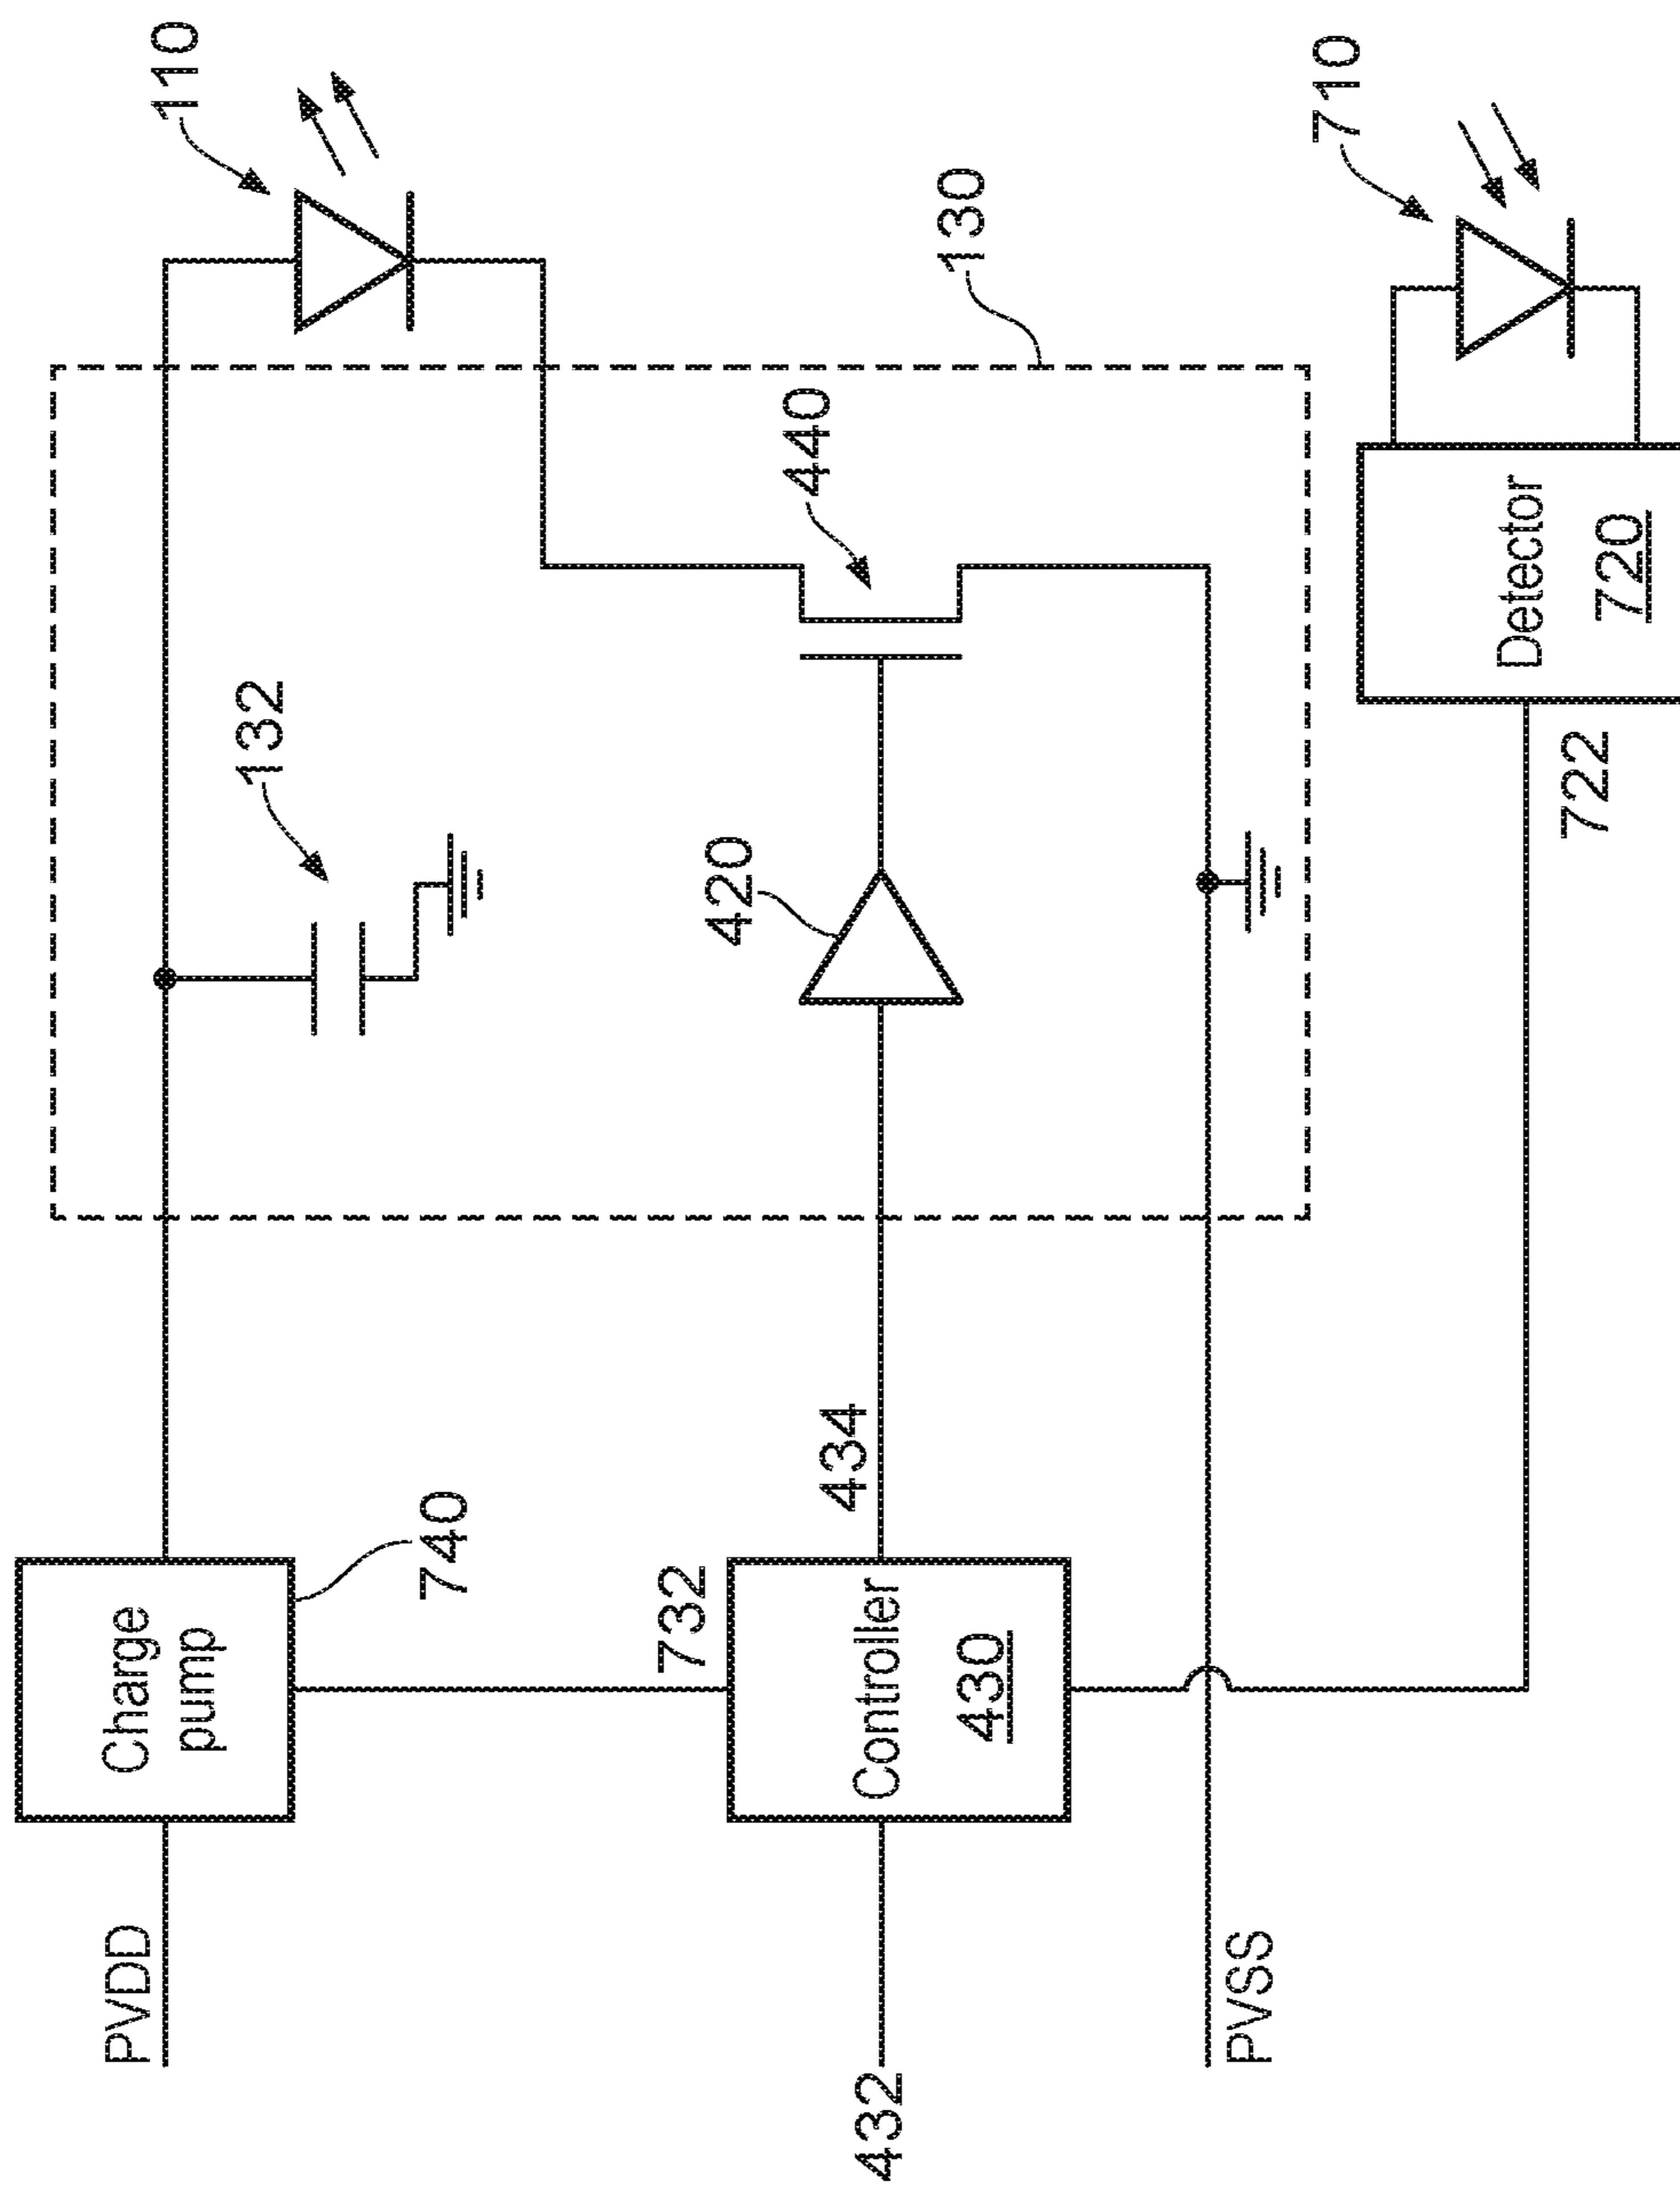 PVDD
Charge
pump
740
132
110
732
432
Controller
430
434
420
440
130
PVSS
722
Detector
720
710